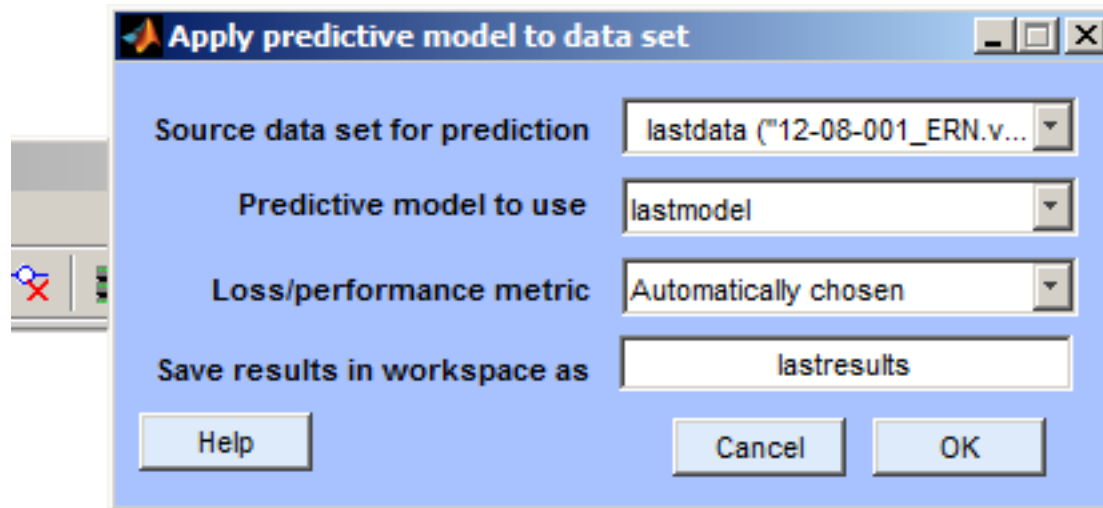 Apply predictive model to data set
Source data set for prediction lastdata ("12-08-001_ERN.v...
Predictive model to use lastmodel
Loss/performance metric Automatically chosen
Save results in workspace as lastresults
Help Cancel OK